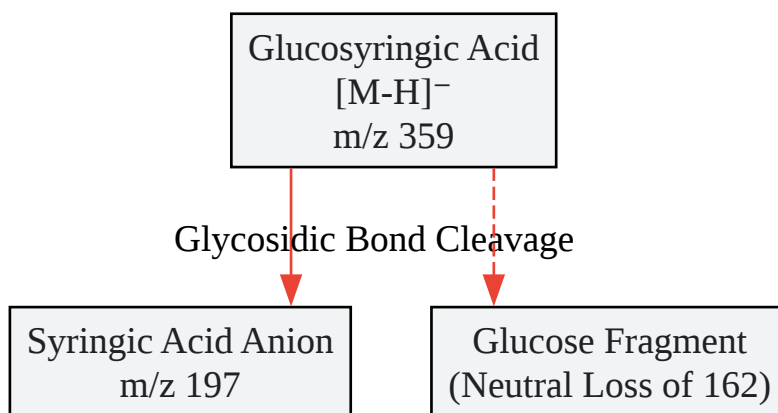 Glucosyringic Acid
[M-H]⁻
m/z 359
Glycosidic Bond Cleavage
Syringic Acid Anion
m/z 197
Glucose Fragment
(Neutral Loss of 162)